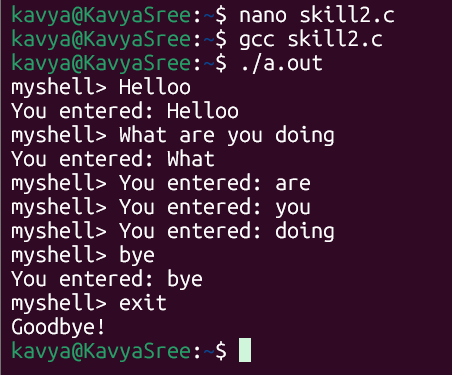 kavya@KavyaSree:~$ nano skill2.c
kavya@KavyaSree:~$ gcc skill2.c
kavya@KavyaSree:~$ ./a.out
myshell> Helloo
You entered: Helloo
myshell> What are you doing
You entered: What
myshell> You entered: are
myshell> You entered: you
myshell> You entered: doing
myshell> bye
You entered: bye
myshell> exit
Goodbye!
kavya@KavyaSree:~$